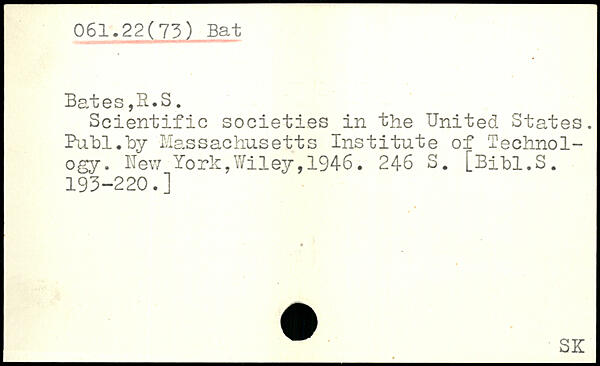 061.22(73) Bat
Bates,R.S.
Scientific societies in the United States.
Publ.by Massachusetts Institute of Technol-
ogy. New York,Wiley,1946. 246 S. [Bibl.S.
193-220.]
SK